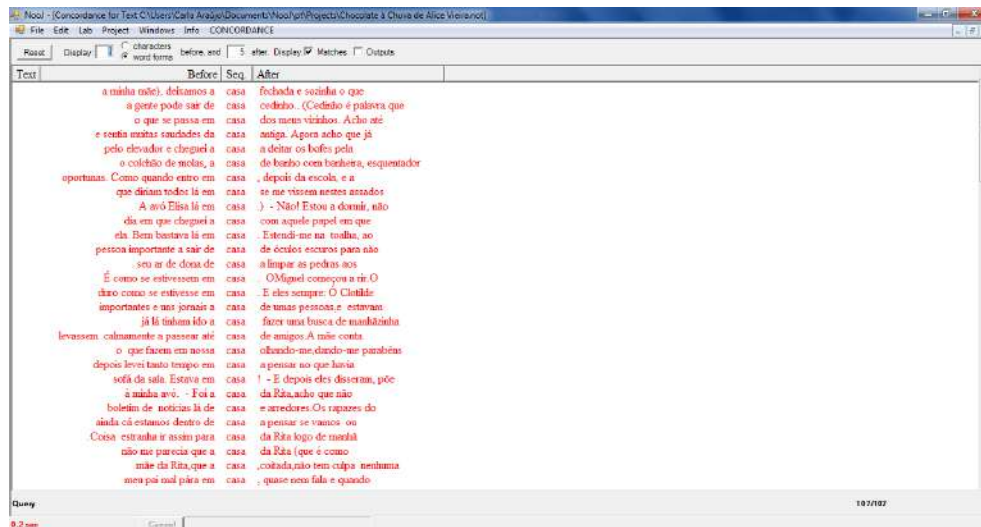 NooJ - [Concordance for Text C:\Users\Carla Araújo\Documents\NooJ\pt\Projects\Chocolate à Chuva de Alice Vieira.not]
File Edit Lab Project Windows Info CONCORDANCE
Reset Display characters word forms before, and 5 after. Display Matches Outputs
Text Before Seq. After
a minha mãe), deixamos a casa fechada e sozinha o que
a gente pode sair de casa cedinho.. (Cedinho é palavra que
o que se passa em casa dos meus vizinhos. Acho até
e sentia muitas saudades da casa antiga. Agora acho que já
pelo elevador e cheguei a casa a deitar os bofes pela
o colchão de molas, a casa de banho com banheira, esquentador
oportunas. Como quando entro em casa , depois da escola, e a
que diriam todos lá em casa se me vissem nestes assados
A avó Elisa lá em casa ) - Não! Estou a dormir, não
dia em que cheguei a casa com aquele papel em que
ela. Bem bastava lá em casa . Estendi-me na toalha, ao
pessoa importante a sair de casa de óculos escuros para não
. seu ar de dona de casa a limpar as pedras aos
É como se estivessem em casa . OMiguel começou a rir.O
duro como se estivesse em casa . E eles sempre: Ó Clotilde
importantes e uns jornais a casa de umas pessoas,e estavam
já lá tinham ido a casa fazer uma busca de manhãzinha
levassem calmamente a passear até casa de amigos.A mãe conta
o que fazem em nossa casa olhando-me,dando-me parabéns
depois levei tanto tempo em casa a pensar no que havia
sofá da sala. Estava em casa ! - E depois eles disseram, põe
à minha avó. - Foi a casa da Rita,acho que não
boletim de notícias lá de casa e arredores.Os rapazes do
ainda cá estamos dentro de casa a pensar se vamos ou
.Coisa estranha ir assim para casa da Rita logo de manhã
não me parecia que a casa da Rita (que é como
mãe da Rita,que a casa ,coitada,não tem culpa nenhuma
meu pai mal pára em casa , quase nem fala e quando
Query 107/107
0.2 sec Cancel